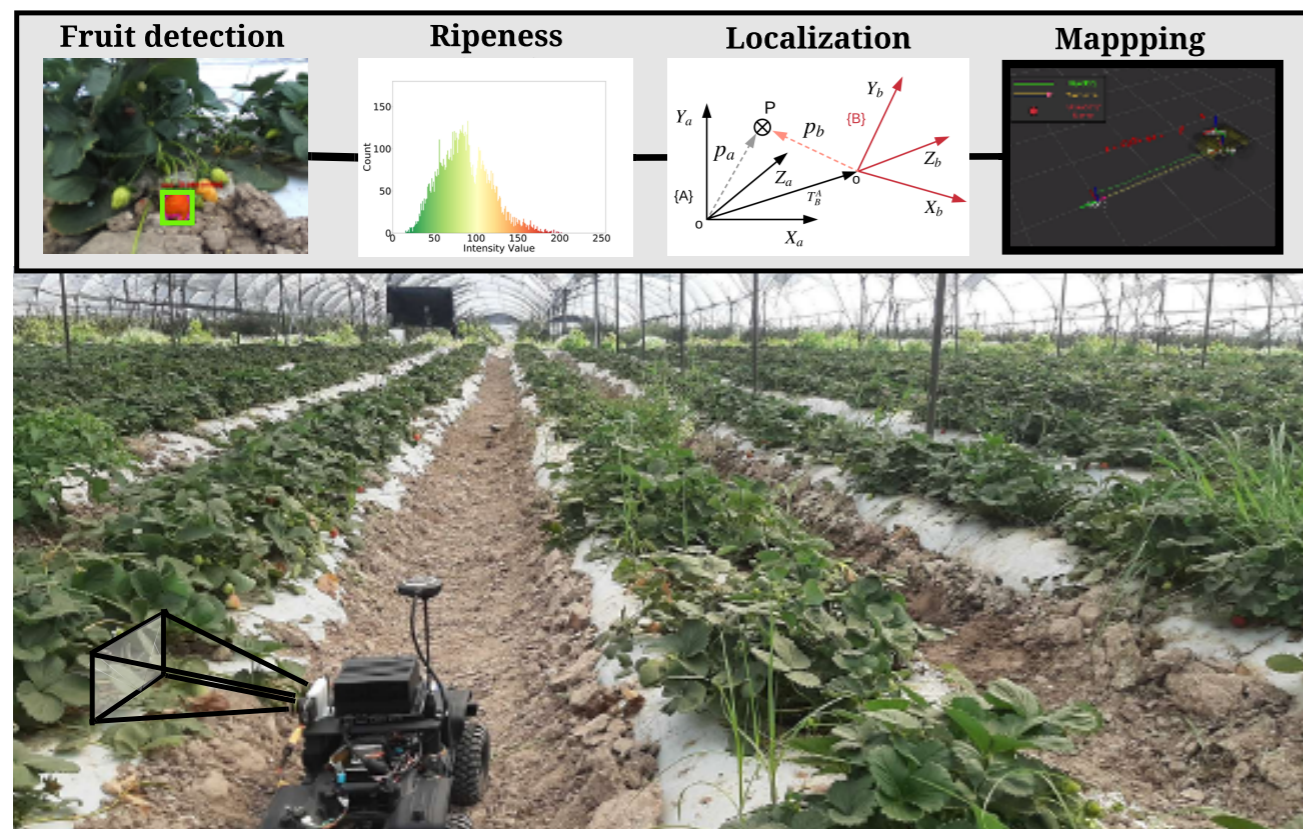 Fruit detection
Ripeness
Localization
Mappping
150
100
50
0
Count
0 50 100 150 200 250
Intensity Value
Y_a
P
p_a
p_b
{A}
{B}
Y_b
Z_b
X_b
Z_a
T_B^A
o
o
X_a